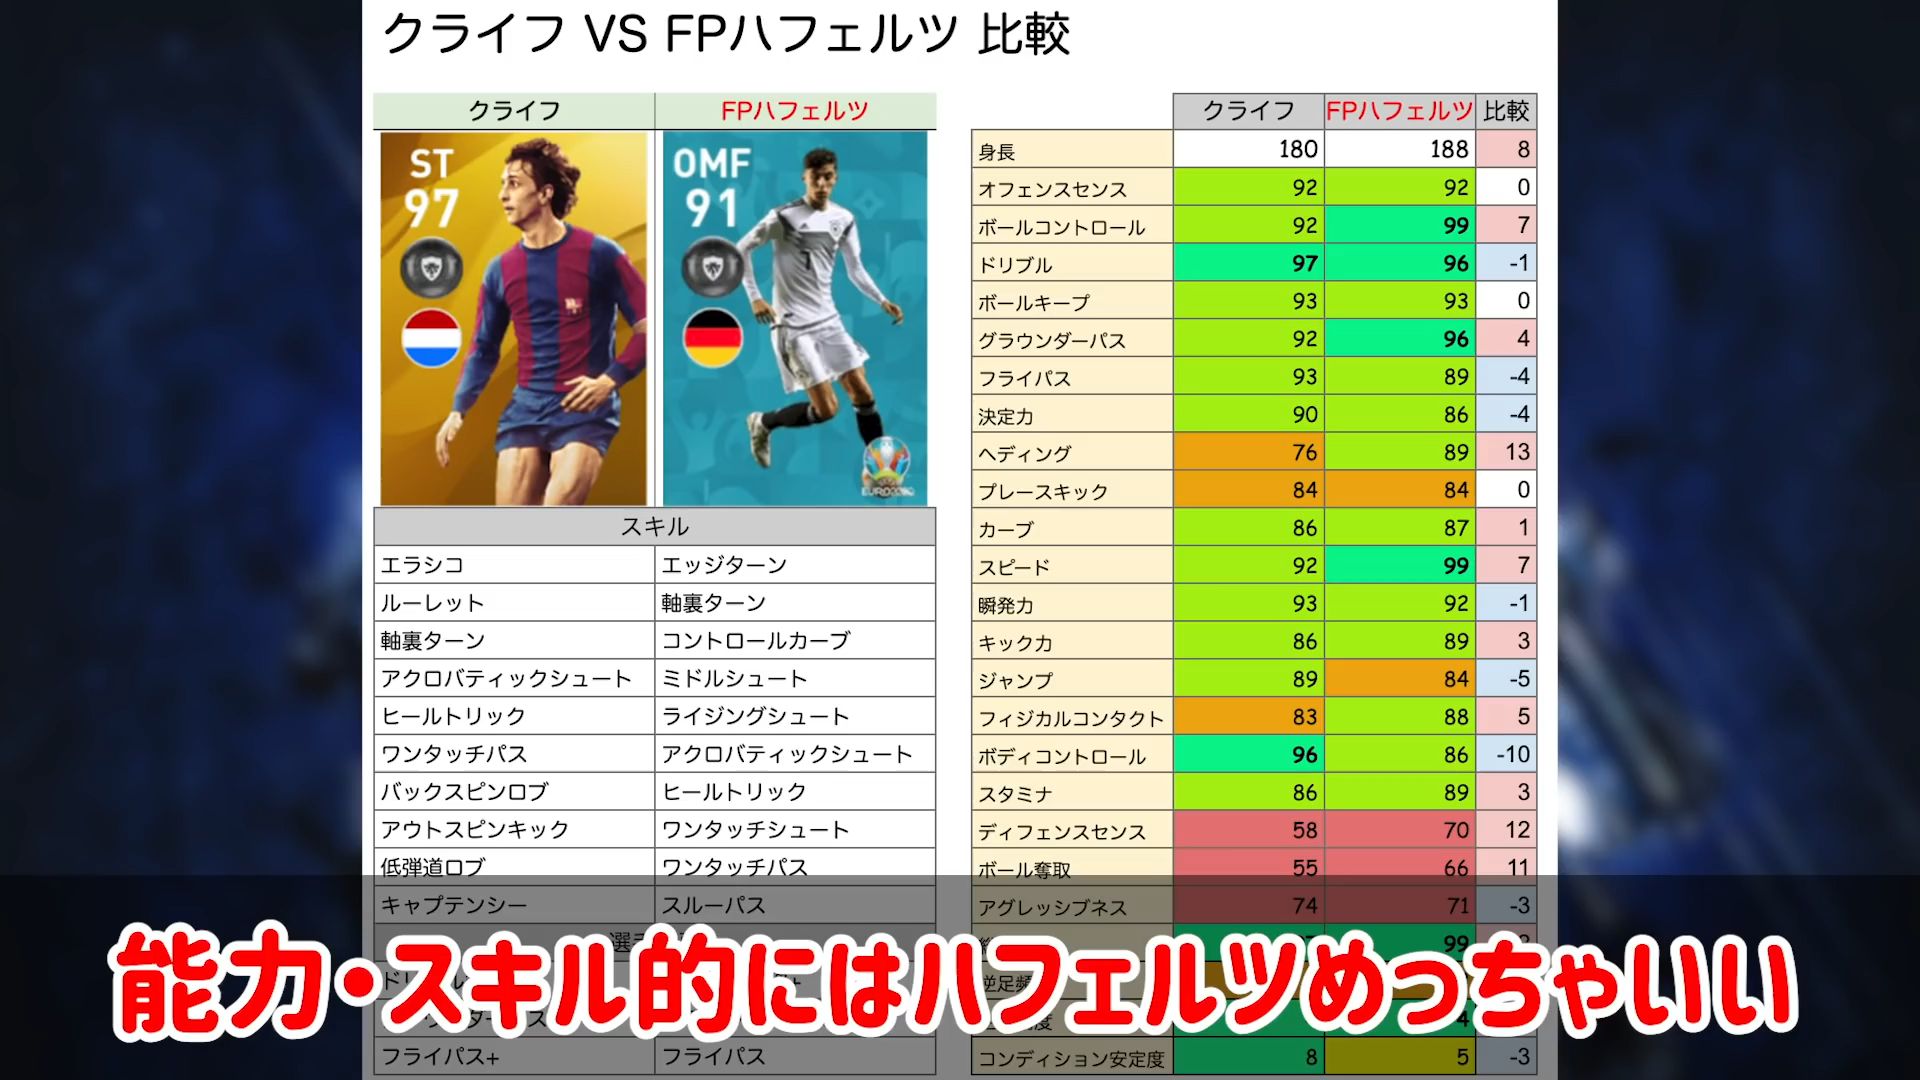 クライフ VS FPハフェルツ 比較
クライフ FPハフェルツ
ST
97
OMF
91
EURO2020
スキル
エラシコ エッジターン
ルーレット 軸裏ターン
軸裏ターン コントロールカーブ
アクロバティックシュート ミドルシュート
ヒールトリック ライジングシュート
ワンタッチパス アクロバティックシュート
バックスピンロブ ヒールトリック
アウトスピンキック ワンタッチシュート
低弾道ロブ ワンタッチパス
キャプテンシー スルーパス
フライパス+ フライパス
クライフ FPハフェルツ 比較
身長 180 188 8
オフェンスセンス 92 92 0
ボールコントロール 92 99 7
ドリブル 97 96 -1
ボールキープ 93 93 0
グラウンダーパス 92 96 4
フライパス 93 89 -4
決定力 90 86 -4
ヘディング 76 89 13
プレースキック 84 84 0
カーブ 86 87 1
スピード 92 99 7
瞬発力 93 92 -1
キック力 86 89 3
ジャンプ 89 84 -5
フィジカルコンタクト 83 88 5
ボディコントロール 96 86 -10
スタミナ 86 89 3
ディフェンスセンス 58 70 12
ボール奪取 55 66 11
アグレッシブネス 74 71 -3
99
逆足頻
度 4
コンディション安定度 8 5 -3
能力・スキル的にはハフェルツめっちゃいい